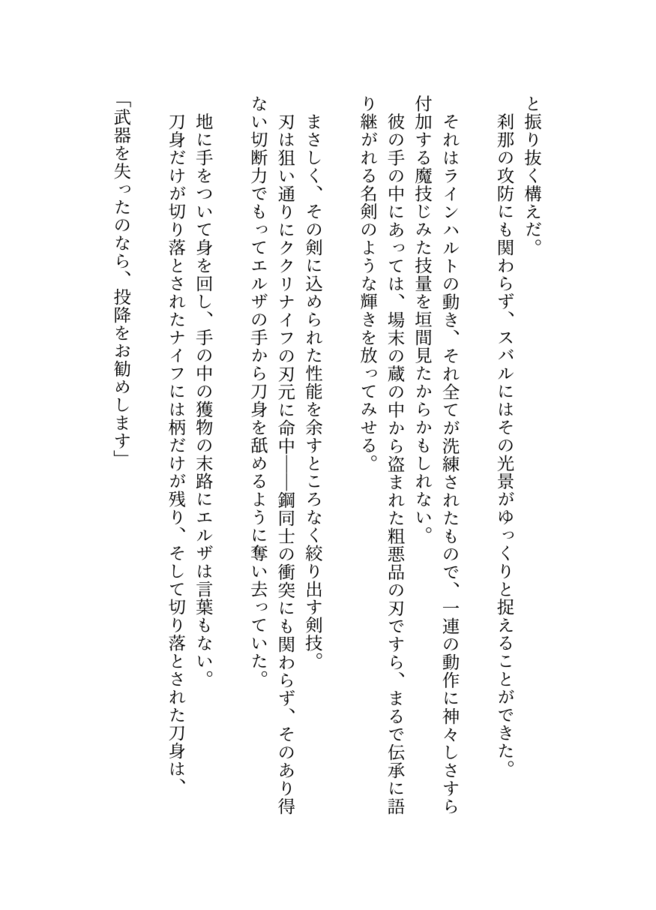 と振り抜く構えだ。
刹那の攻防にも関わらず、スバルにはその光景がゆっくりと捉えることができた。
それはラインハルトの動き、それ全てが洗練されたもので、一連の動作に神々しさすら
付加する魔技じみた技量を垣間見たからかもしれない。
彼の手の中にあっては、場末の蔵の中から盗まれた粗悪品の刃ですら、まるで伝承に語
り継がれる名剣のような輝きを放ってみせる。
まさしく、その剣に込められた性能を余すところなく絞り出す剣技。
刃は狙い通りにククリナイフの刃元に命中――鋼同士の衝突にも関わらず、そのあり得
ない切断力でもってエルザの手から刀身を舐めるように奪い去っていた。
地に手をついて身を回し、手の中の獲物の末路にエルザは言葉もない。
刀身だけが切り落とされたナイフには柄だけが残り、そして切り落とされた刀身は、
「武器を失ったのなら、投降をお勧めします」